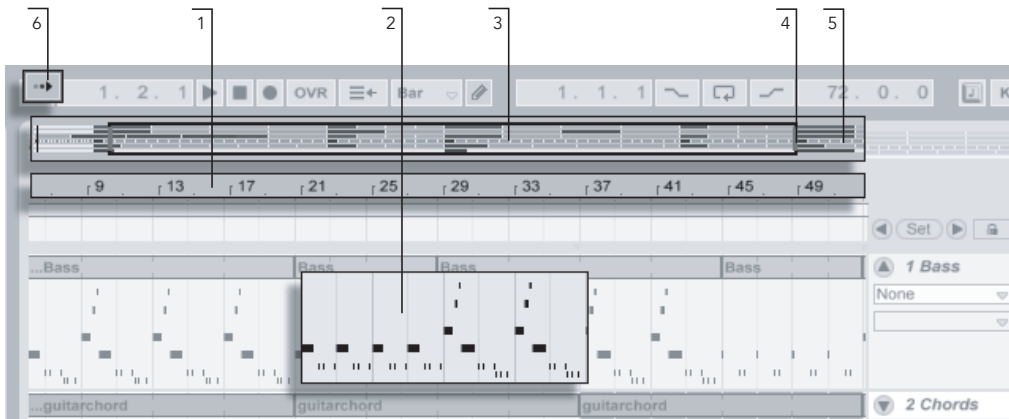 6 1 2 3 4 5
1. 2. 1 OVR Bar 1. 1. 1 72. 0. 0 K
9 13 17 21 25 29 33 37 41 45 49
Set
...Bass Bass Bass Bass 1 Bass
None
...guitarchord guitarchord guitarchord 2 Chords